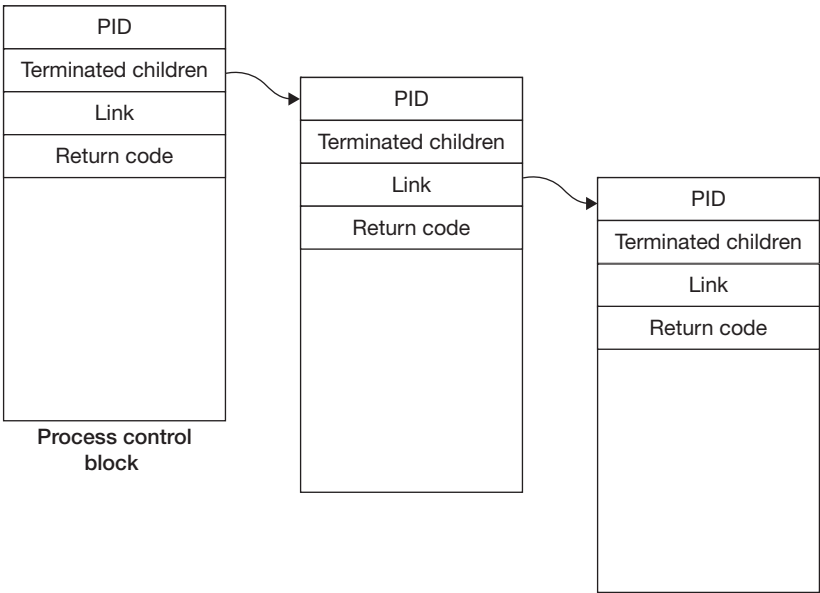 PID
Terminated children
Link
Return code
Process control
block
PID
Terminated children
Link
Return code
PID
Terminated children
Link
Return code